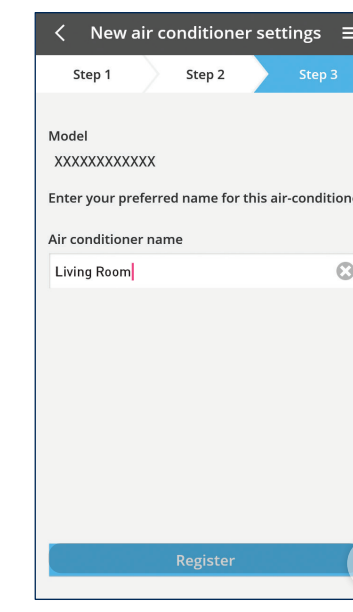 New air conditioner settings
Step 1 Step 2 Step 3
Model
XXXXXXXXXXXX
Enter your preferred name for this air-condition
Air conditioner name
Living Room
Register